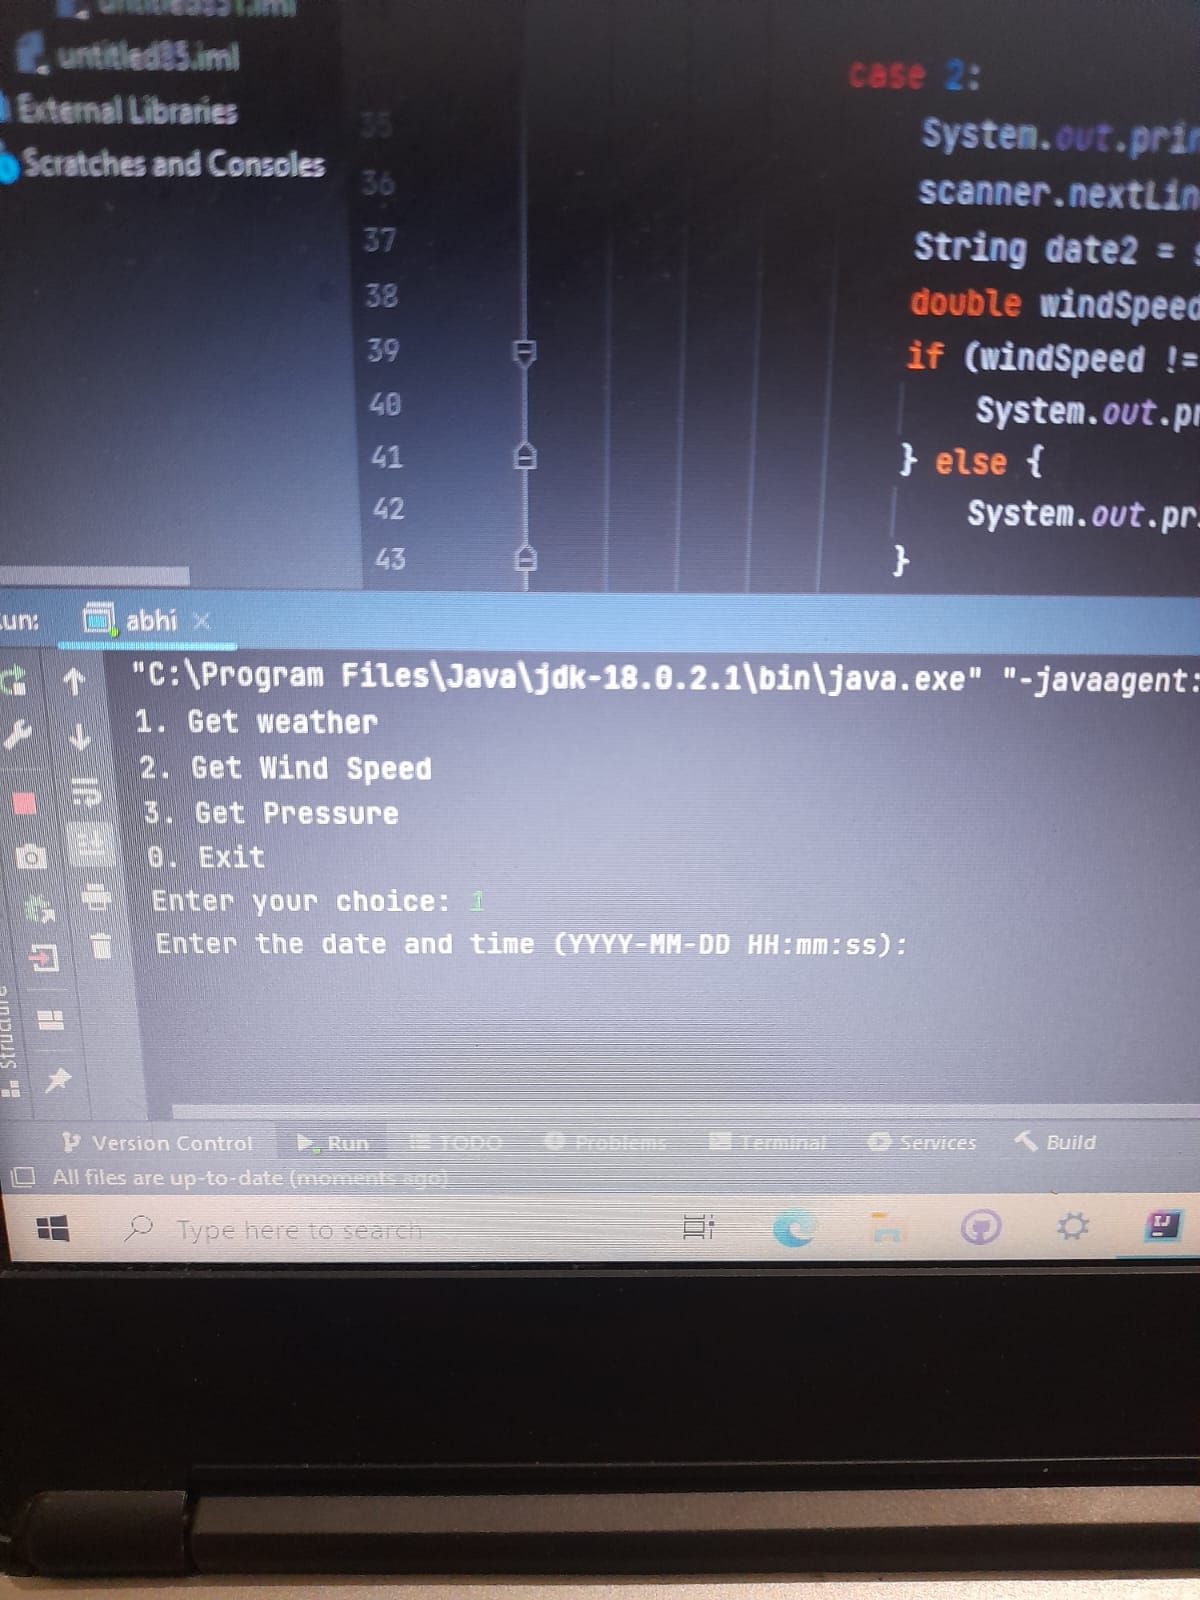 untitled85.iml
External Libraries
Scratches and Consoles
35
36
37
38
39
40
41
42
43
case 2:
System.out.prin
scanner.nextLin
String date2 =
double windSpeed
if (windSpeed !=
System.out.pr
} else {
System.out.pr
}
un:
abhi
"C:\Program Files\Java\jdk-18.0.2.1\bin\java.exe" "-javaagent:
1. Get weather
2. Get Wind Speed
3. Get Pressure
0. Exit
Enter your choice: 1
Enter the date and time (YYYY-MM-DD HH:mm:ss):
Structure
Version Control Run TODO Problems Terminal Services Build
All files are up-to-date (moments ago)
Type here to search
IJ